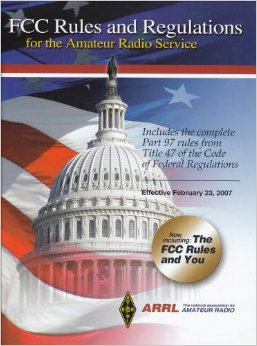 FCC Rules and Regulations
for the Amateur Radio Service
Includes the complete
Part 97 rules from
Title 47 of the Code
of Federal Regulations
Effective February 23, 2007
Now
including: The
FCC Rules
and You
ARRL The national association for
AMATEUR RADIO